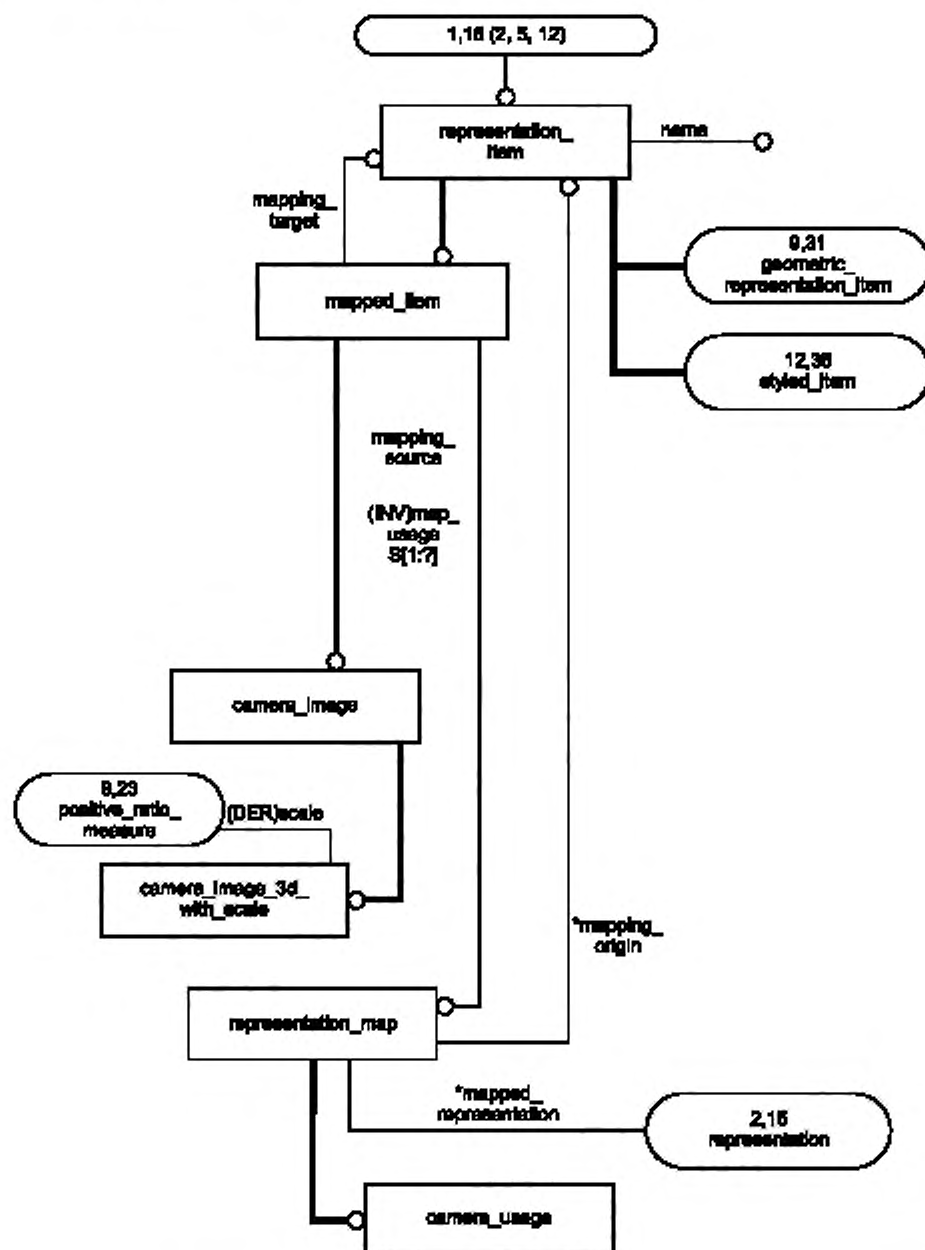 1,16 (2, 5, 12)
representation_
item
name
mapping_
target
9,31
geometric_
representation_item
mapped_item
12,36
styled_item
mapping_
source
(INV)map_
usage
S[1:?]
camera_image
positive_ratio_
measure
(DER)scale
camera_image_3d_
with_scale
*mapping_
origin
representation_map
*mapped_
representation
2,15
representation
camera_usage